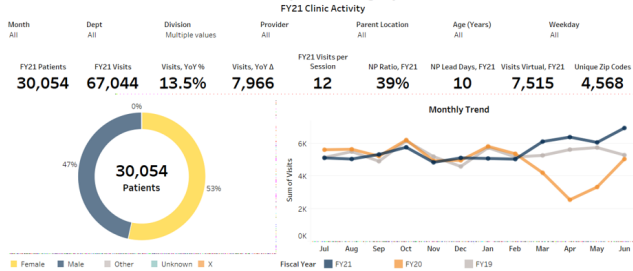 FY21 Clinic Activity
Month Dept Division Provider Parent Location Age (Years) Weekday
All All Multiple values All All All All
FY21 Patients FY21 Visits Visits, YoY % Visits, YoY Δ FY21 Visits per Session NP Ratio, FY21 NP Lead Days, FY21 Visits Virtual, FY21 Unique Zip Codes
30,054 67,044 13.5% 7,966 12 39% 10 7,515 4,568
0%
47%
30,054
Patients
53%
Female Male Other Unknown X
Monthly Trend
Sum of Visits
6K
4K
2K
0K
Jul Aug Sep Oct Nov Dec Jan Feb Mar Apr May Jun
Fiscal Year FY21 FY20 FY19